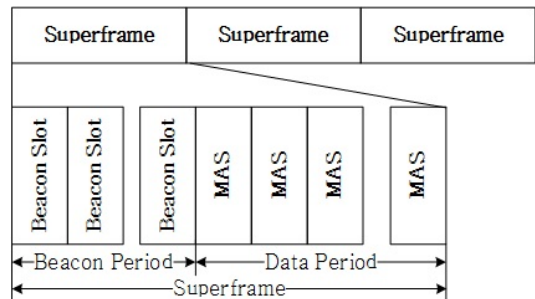 Superframe Superframe Superframe
Beacon Slot Beacon Slot Beacon Slot MAS MAS MAS MAS
Beacon Period Data Period
Superframe